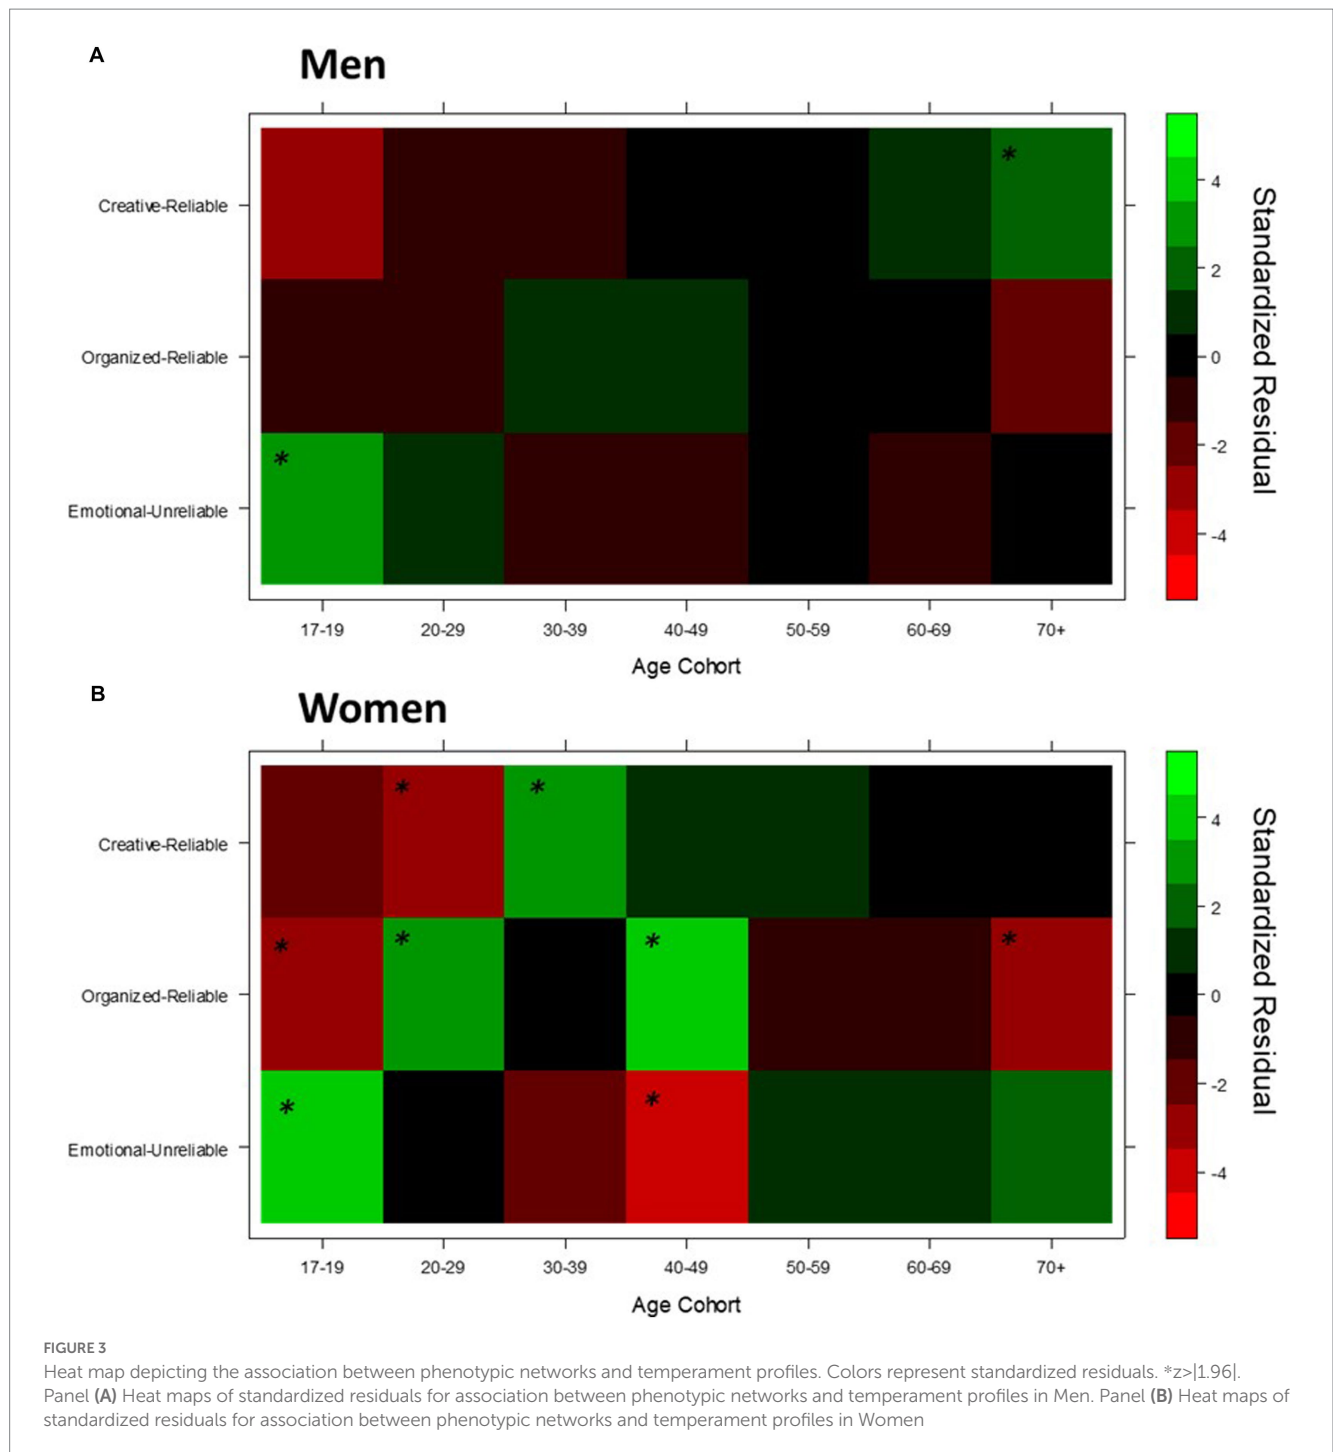 A
Men
Creative-Reliable
Organized-Reliable
Emotional-Unreliable
*
*
17-19 20-29 30-39 40-49 50-59 60-69 70+
Age Cohort
4
2
0
-2
-4
Standardized Residual
B
Women
Creative-Reliable
Organized-Reliable
Emotional-Unreliable
* *
* * * *
* *
17-19 20-29 30-39 40-49 50-59 60-69 70+
Age Cohort
4
2
0
-2
-4
Standardized Residual
FIGURE 3
Heat map depicting the association between phenotypic networks and temperament profiles. Colors represent standardized residuals. *z>|1.96|.
Panel (A) Heat maps of standardized residuals for association between phenotypic networks and temperament profiles in Men. Panel (B) Heat maps of
standardized residuals for association between phenotypic networks and temperament profiles in Women